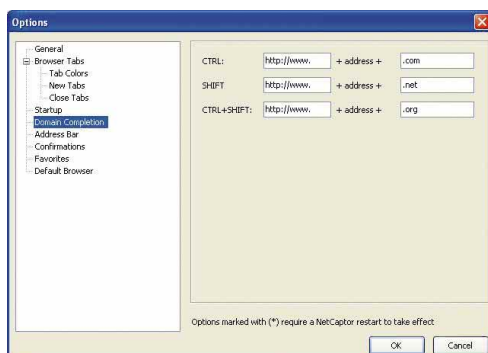 Options
General
Browser Tabs
Tab Colors
New Tabs
Close Tabs
Startup
Domain Completion
Address Bar
Confirmations
Favorites
Default Browser
CTRL: http://www. + address + .com
SHIFT http://www. + address + .net
CTRL+SHIFT: http://www. + address + .org
Options marked with (*) require a NetCaptor restart to take effect
OK Cancel